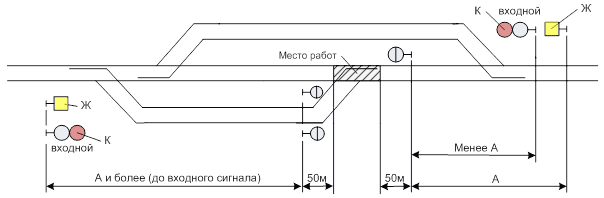 К
входной
Ж
Место работ
Ж
К
входной
Менее А
А и более (до входного сигнала)
50м
50м
А